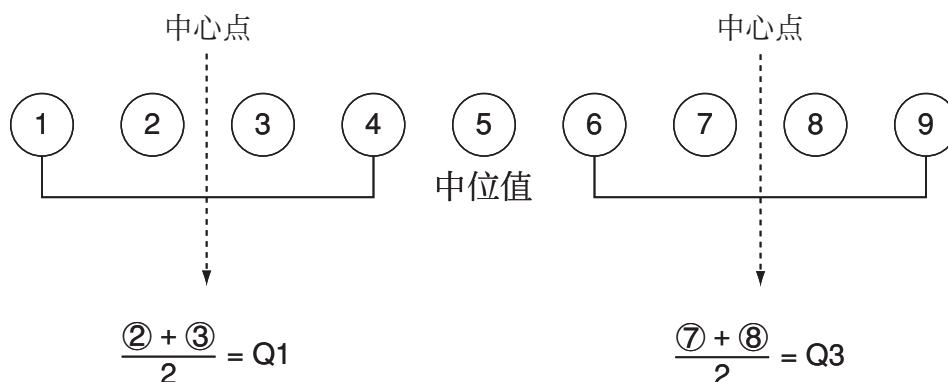 中心点 中心点
1 2 3 4 5 6 7 8 9
中位值
② + ③ / 2 = Q1
⑦ + ⑧ / 2 = Q3